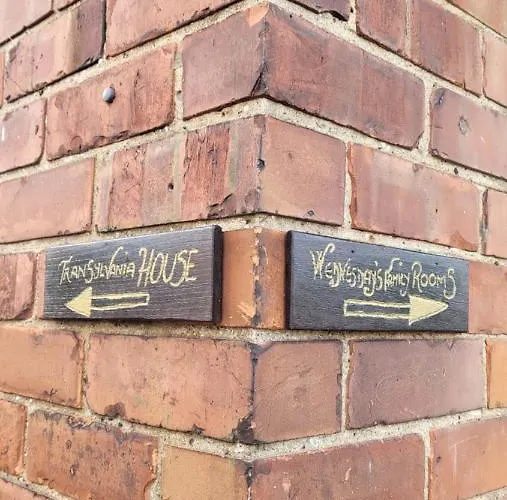 TRANSYLVANIA HOUSE
WEDNESDAY'S FAMILY ROOMS